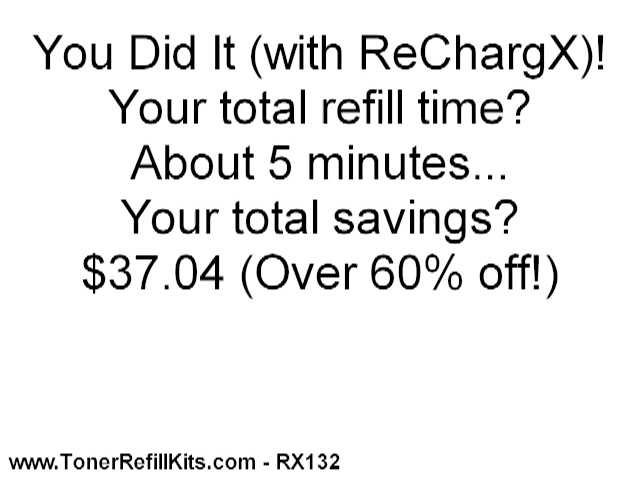 You Did It (with ReChargX)!
Your total refill time?
About 5 minutes...
Your total savings?
$37.04 (Over 60% off!)
www.TonerRefillKits.com - RX132